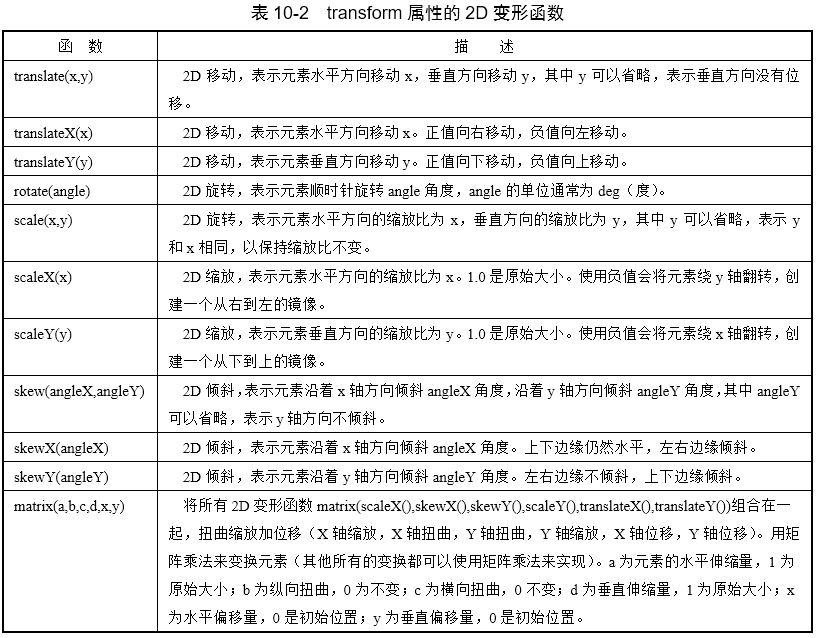 表 10-2 transform 属性的 2D 变形函数
函 数
描 述
translate(x,y)
2D 移动，表示元素水平方向移动 x，垂直方向移动 y，其中 y 可以省略，表示垂直方向没有位
移。
translateX(x)
2D 移动，表示元素水平方向移动 x。正值向右移动，负值向左移动。
translateY(y)
2D 移动，表示元素垂直方向移动 y。正值向下移动，负值向上移动。
rotate(angle)
2D 旋转，表示元素顺时针旋转 angle 角度，angle 的单位通常为 deg（度）。
scale(x,y)
2D 旋转，表示元素水平方向的缩放比为 x，垂直方向的缩放比为 y，其中 y 可以省略，表示 y
和 x 相同，以保持缩放比不变。
scaleX(x)
2D 缩放，表示元素水平方向的缩放比为 x。1.0 是原始大小。使用负值会将元素绕 y 轴翻转，创
建一个从右到左的镜像。
scaleY(y)
2D 缩放，表示元素垂直方向的缩放比为 y。1.0 是原始大小。使用负值会将元素绕 x 轴翻转，创
建一个从下到上的镜像。
skew(angleX,angleY)
2D 倾斜，表示元素沿着 x 轴方向倾斜 angleX 角度，沿着 y 轴方向倾斜 angleY 角度，其中 angleY
可以省略，表示 y 轴方向不倾斜。
skewX(angleX)
2D 倾斜，表示元素沿着 x 轴方向倾斜 angleX 角度。上下边缘仍然水平，左右边缘倾斜。
skewY(angleY)
2D 倾斜，表示元素沿着 y 轴方向倾斜 angleY 角度。左右边缘不倾斜，上下边缘倾斜。
matrix(a,b,c,d,x,y)
将所有 2D 变形函数 matrix(scaleX(),skewX(),skewY(),scaleY(),translateX(),translateY())组合在一
起，扭曲缩放加位移（X 轴缩放，X 轴扭曲，Y 轴扭曲，Y 轴缩放，X 轴位移，Y 轴位移）。用矩
阵乘法来变换元素（其他所有的变换都可以使用矩阵乘法来实现）。a 为元素的水平伸缩量，1 为
原始大小；b 为纵向扭曲，0 为不变；c 为横向扭曲，0 不变；d 为垂直伸缩量，1 为原始大小；x
为水平偏移量，0 是初始位置；y 为垂直偏移量，0 是初始位置。